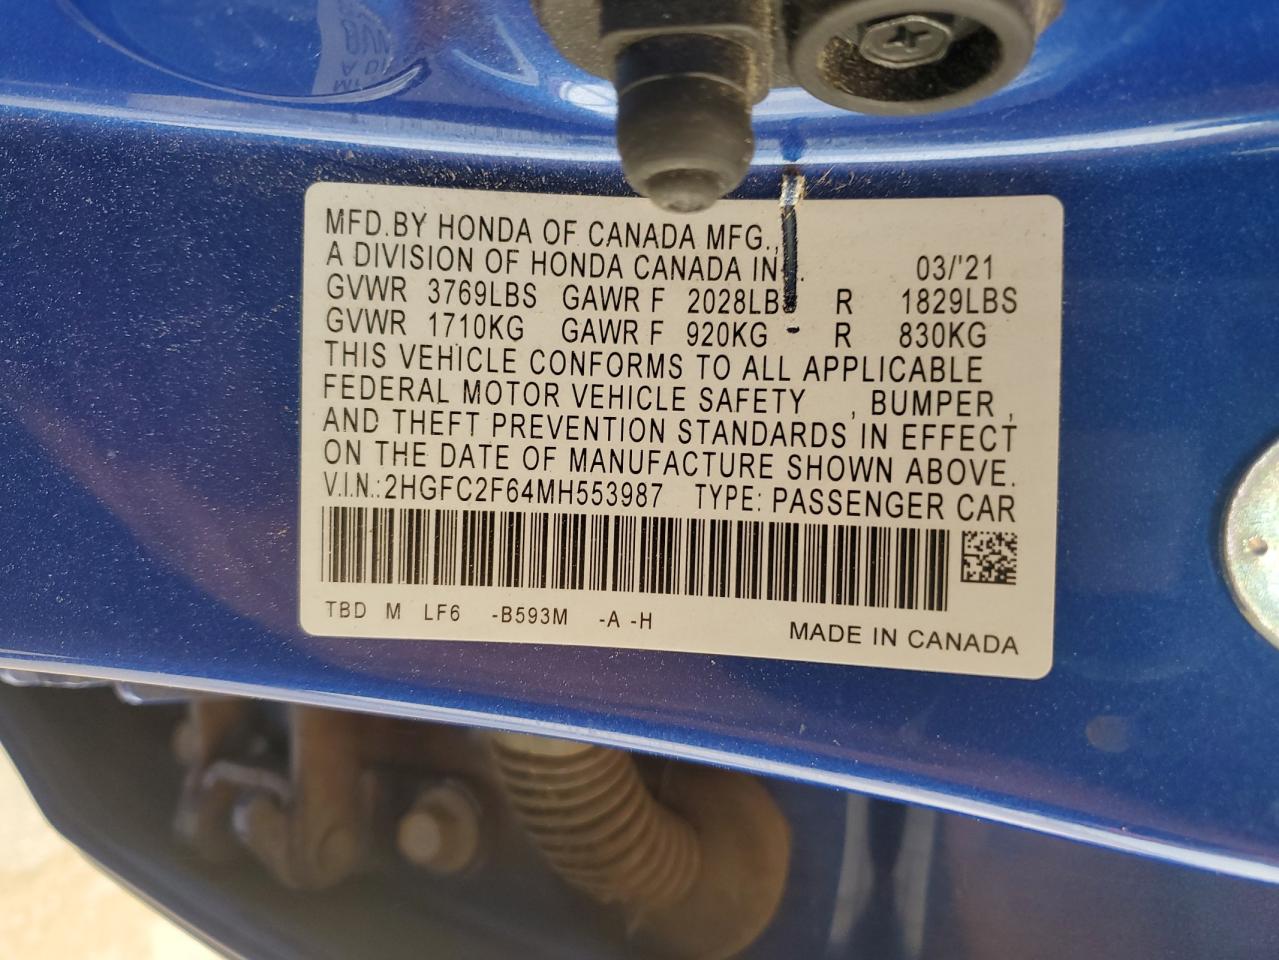 MFD.BY HONDA OF CANADA MFG.,
A DIVISION OF HONDA CANADA INC. 03/'21
GVWR 3769LBS GAWR F 2028LBS R 1829LBS
GVWR 1710KG GAWR F 920KG - R 830KG
THIS VEHICLE CONFORMS TO ALL APPLICABLE
FEDERAL MOTOR VEHICLE SAFETY , BUMPER ,
AND THEFT PREVENTION STANDARDS IN EFFECT
ON THE DATE OF MANUFACTURE SHOWN ABOVE.
V.I.N.:2HGFC2F64MH553987 TYPE: PASSENGER CAR
TBD M LF6 -B593M -A -H
MADE IN CANADA